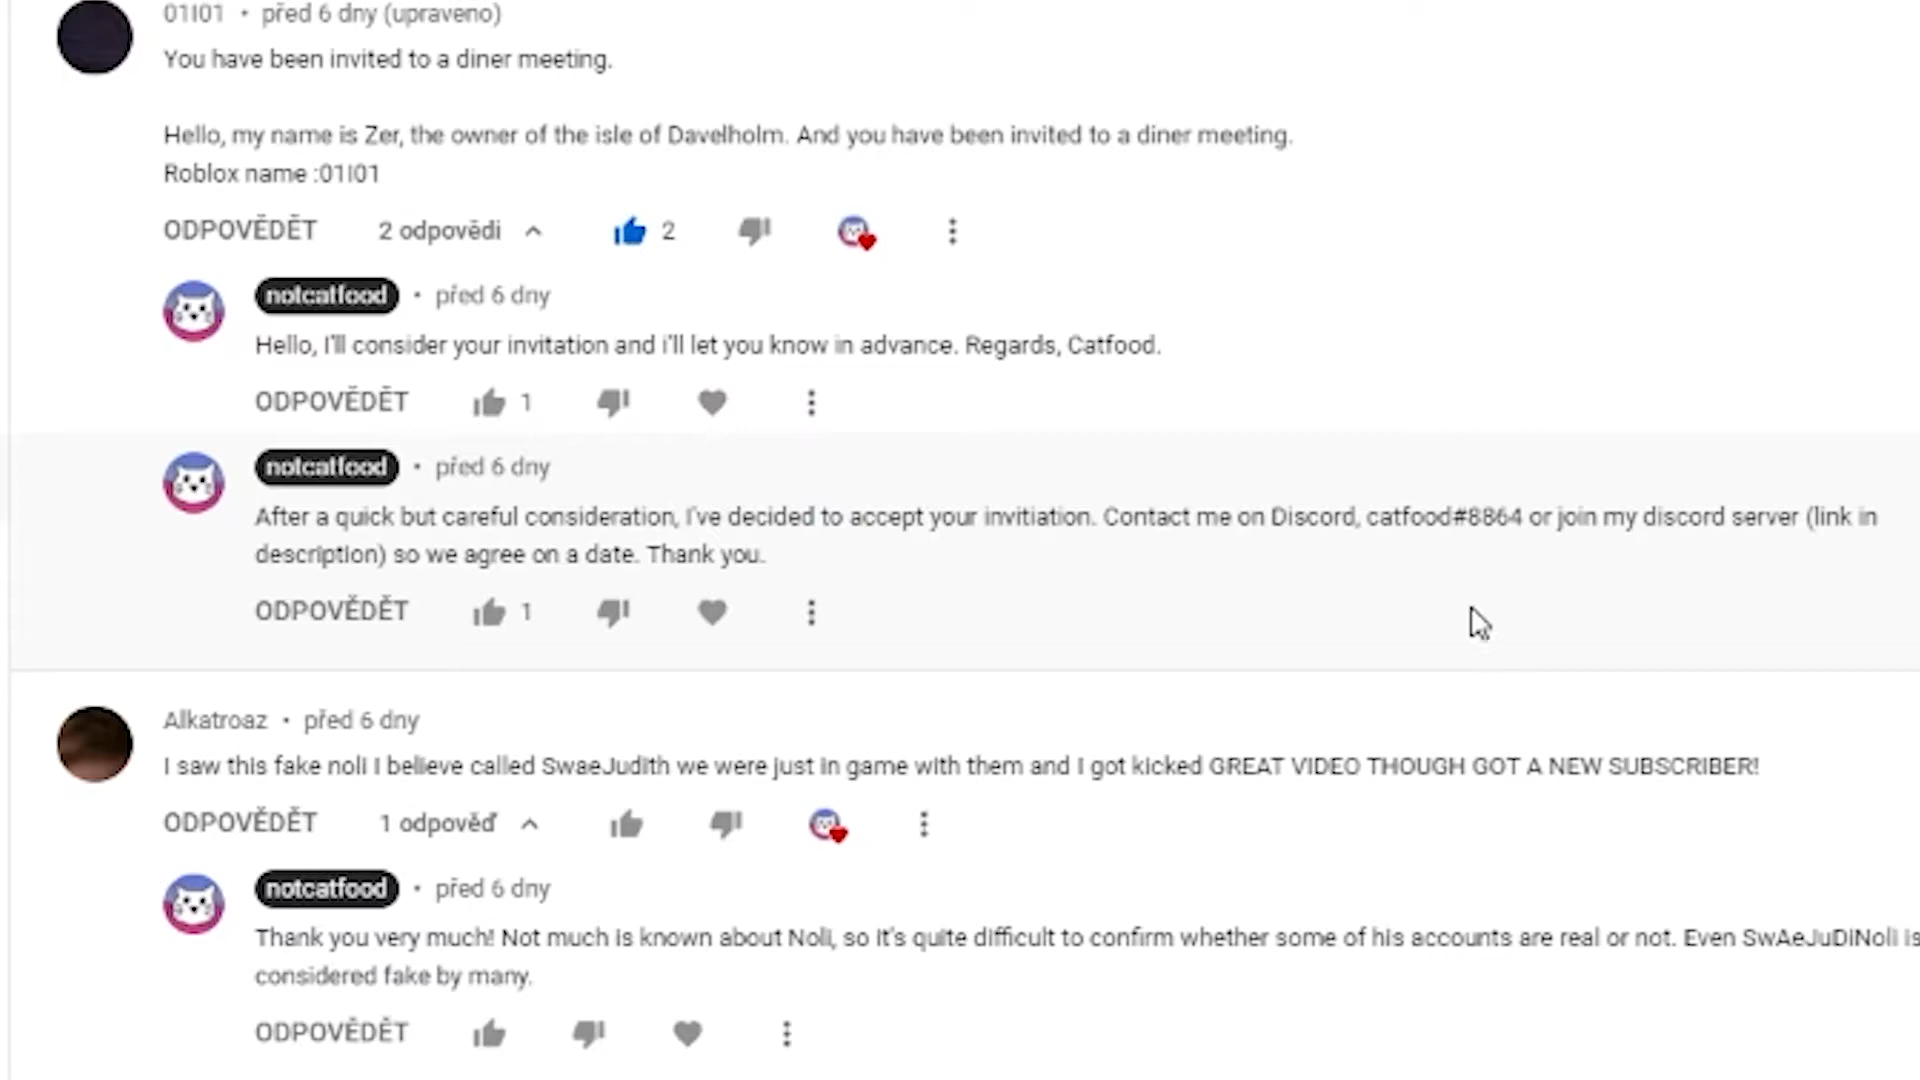 01I01 • před 6 dny (upraveno)
You have been invited to a diner meeting.
Hello, my name is Zer, the owner of the isle of Davelholm. And you have been invited to a diner meeting.
Roblox name :01I01
ODPOVĚDĚT 2 odpovědi 2
notcatfood • před 6 dny
Hello, I'll consider your invitation and i'll let you know in advance. Regards, Catfood.
ODPOVĚDĚT 1
notcatfood • před 6 dny
After a quick but careful consideration, I've decided to accept your invitiation. Contact me on Discord, catfood#8864 or join my discord server (link in
description) so we agree on a date. Thank you.
ODPOVĚDĚT 1
Alkatroaz • před 6 dny
I saw this fake noli I believe called SwaeJudith we were just in game with them and I got kicked GREAT VIDEO THOUGH GOT A NEW SUBSCRIBER!
ODPOVĚDĚT 1 odpověď
notcatfood • před 6 dny
Thank you very much! Not much is known about Noli, so it's quite difficult to confirm whether some of his accounts are real or not. Even SwAeJuDiNoli is
considered fake by many.
ODPOVĚDĚT